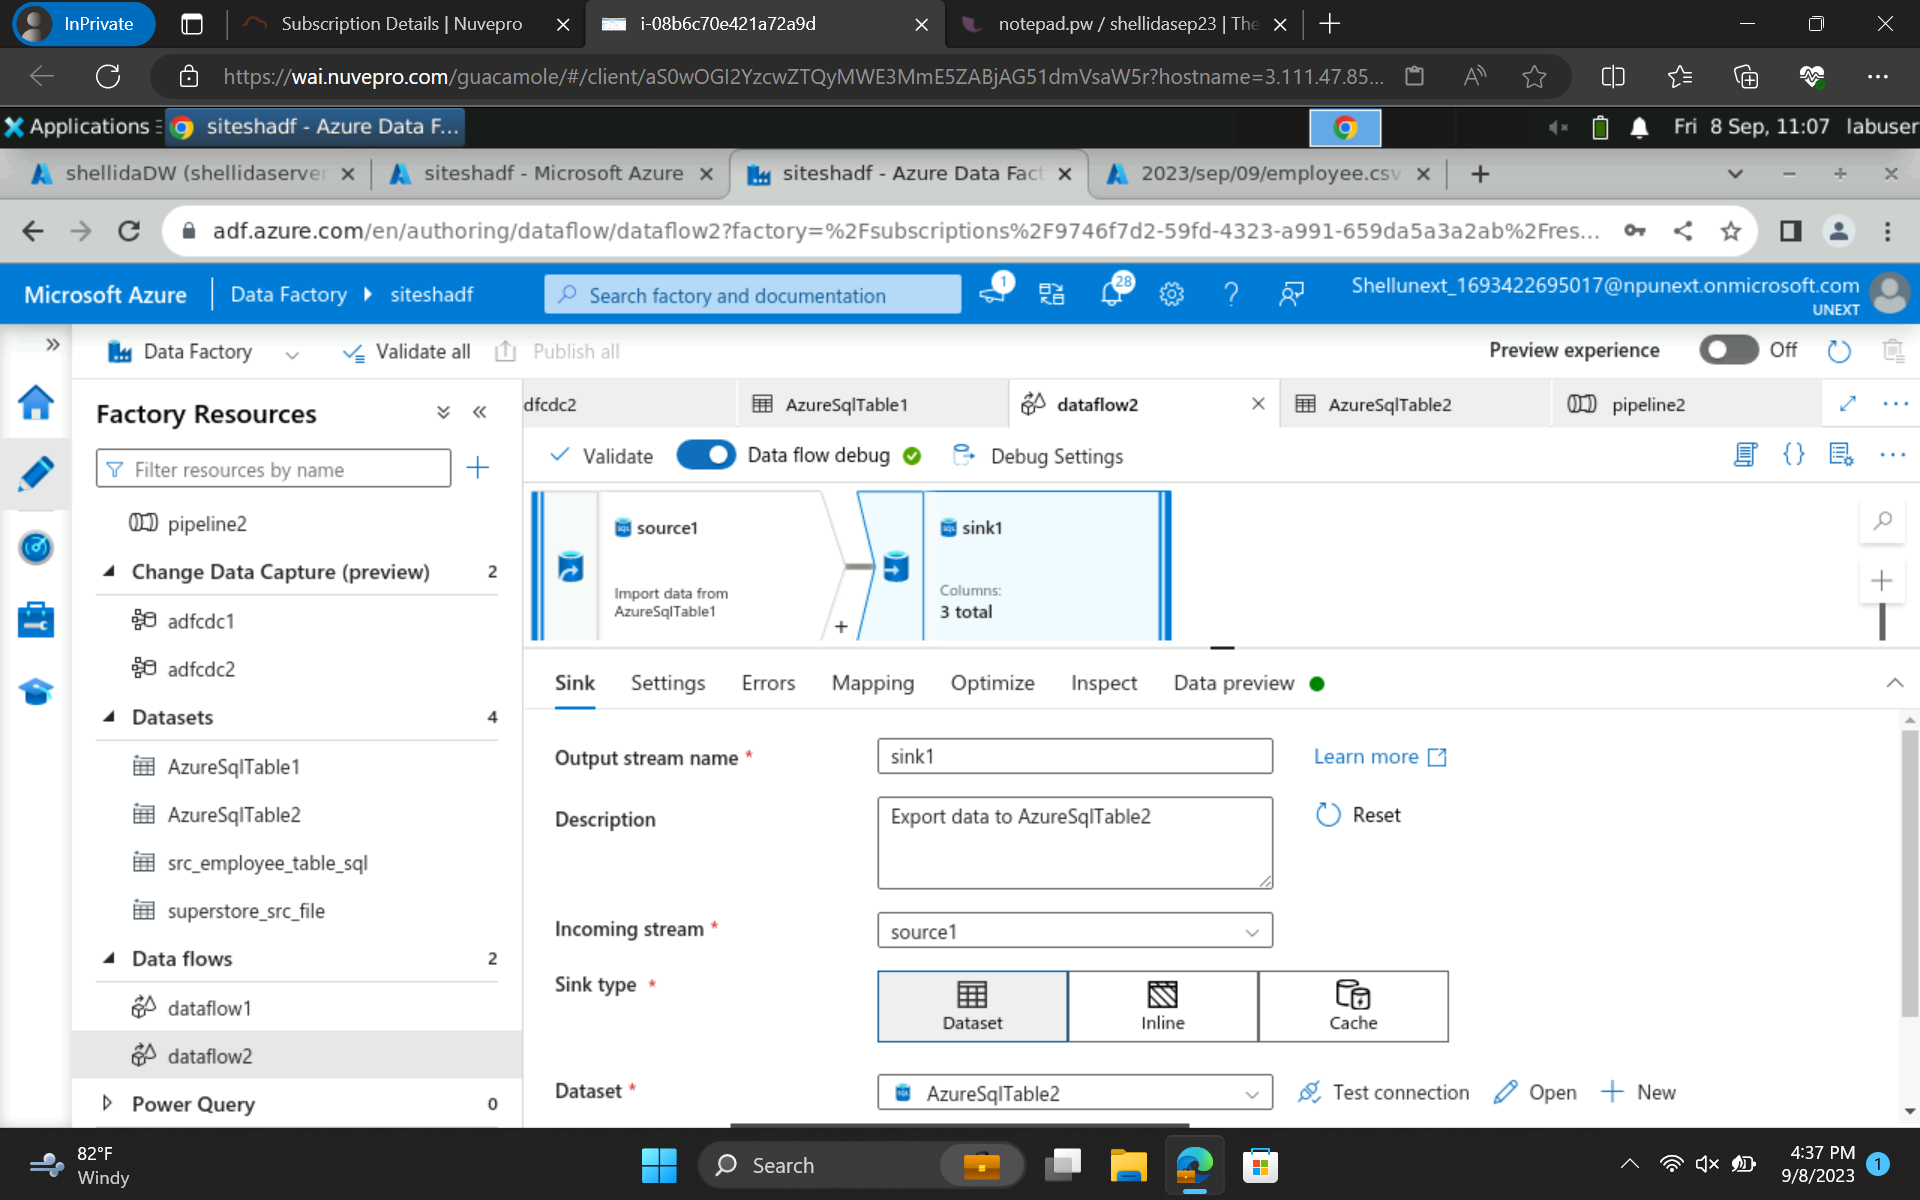 InPrivate
Subscription Details | Nuvepro
i-08b6c70e421a72a9d
notepad.pw / shellidasep23 | The
https://wai.nuvepro.com/guacamole/#/client/aS0wOGI2YzcwZTQyMWE3MmE5ZABjAG51dmVsaW5r?hostname=3.111.47.85...
Applications
siteshadf - Azure Data F...
Fri 8 Sep, 11:07 labuser
shellidaDW (shellidaserver
siteshadf - Microsoft Azure
siteshadf - Azure Data Fact
2023/sep/09/employee.csv
adf.azure.com/en/authoring/dataflow/dataflow2?factory=%2Fsubscriptions%2F9746f7d2-59fd-4323-a991-659da5a3a2ab%2Fres...
Microsoft Azure
Data Factory
siteshadf
Search factory and documentation
1
28
Shellunext_1693422695017@npunext.onmicrosoft.com
UNEXT
Data Factory
Validate all
Publish all
Preview experience
Off
Factory Resources
dfcdc2
AzureSqlTable1
dataflow2
AzureSqlTable2
pipeline2
Filter resources by name
Validate
Data flow debug
Debug Settings
pipeline2
Change Data Capture (preview) 2
adfcdc1
adfcdc2
Datasets 4
AzureSqlTable1
AzureSqlTable2
src_employee_table_sql
superstore_src_file
Data flows 2
dataflow1
dataflow2
Power Query 0
source1
Import data from
AzureSqlTable1
+
sink1
Columns:
3 total
Sink
Settings
Errors
Mapping
Optimize
Inspect
Data preview
Output stream name *
sink1
Learn more
Description
Export data to AzureSqlTable2
Reset
Incoming stream *
source1
Sink type *
Dataset
Inline
Cache
Dataset *
AzureSqlTable2
Test connection
Open
New
82°F
Windy
Search
4:37 PM
9/8/2023
1